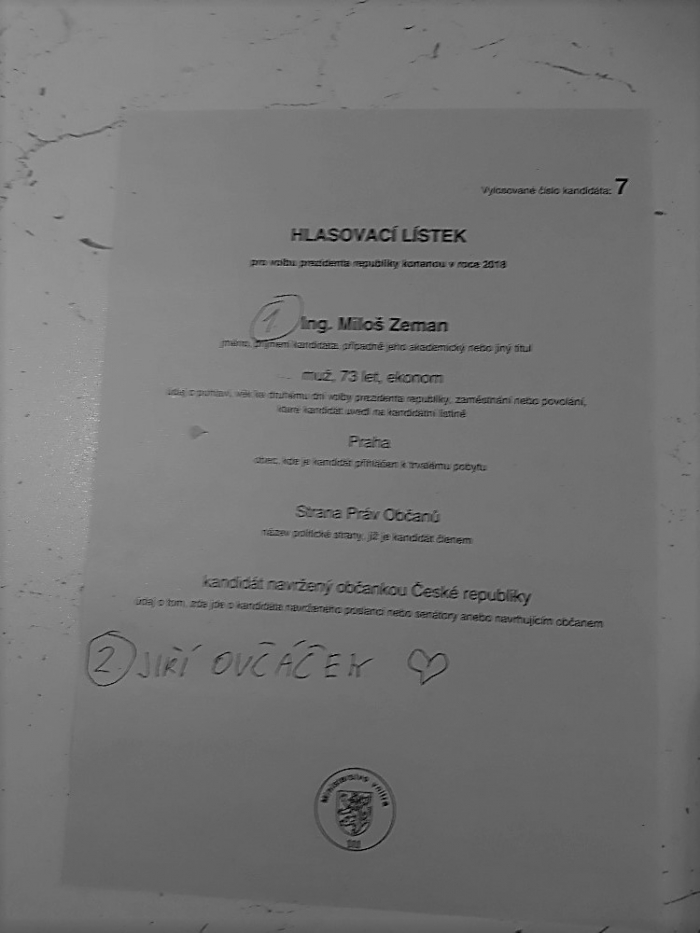 Vylosované číslo kandidáta: 7
HLASOVACÍ LÍSTEK
pro volbu prezidenta republiky konanou v roce 2018
1. Ing. Miloš Zeman
jméno, příjmení kandidáta, případně jeho akademický nebo jiný titul
muž, 73 let, ekonom
údaj o pohlaví, věk ke druhému dni volby prezidenta republiky, zaměstnání nebo povolání,
které kandidát uvedl na kandidátní listině
Praha
obec, kde je kandidát přihlášen k trvalému pobytu
Strana Práv Občanů
název politické strany, jíž je kandidát členem
kandidát navržený občankou České republiky
údaj o tom, zda jde o kandidáta navrženého poslanci nebo senátory anebo navrhujícím občanem
2. JIŘÍ OVČÁČEK
Ministerstvo vnitra